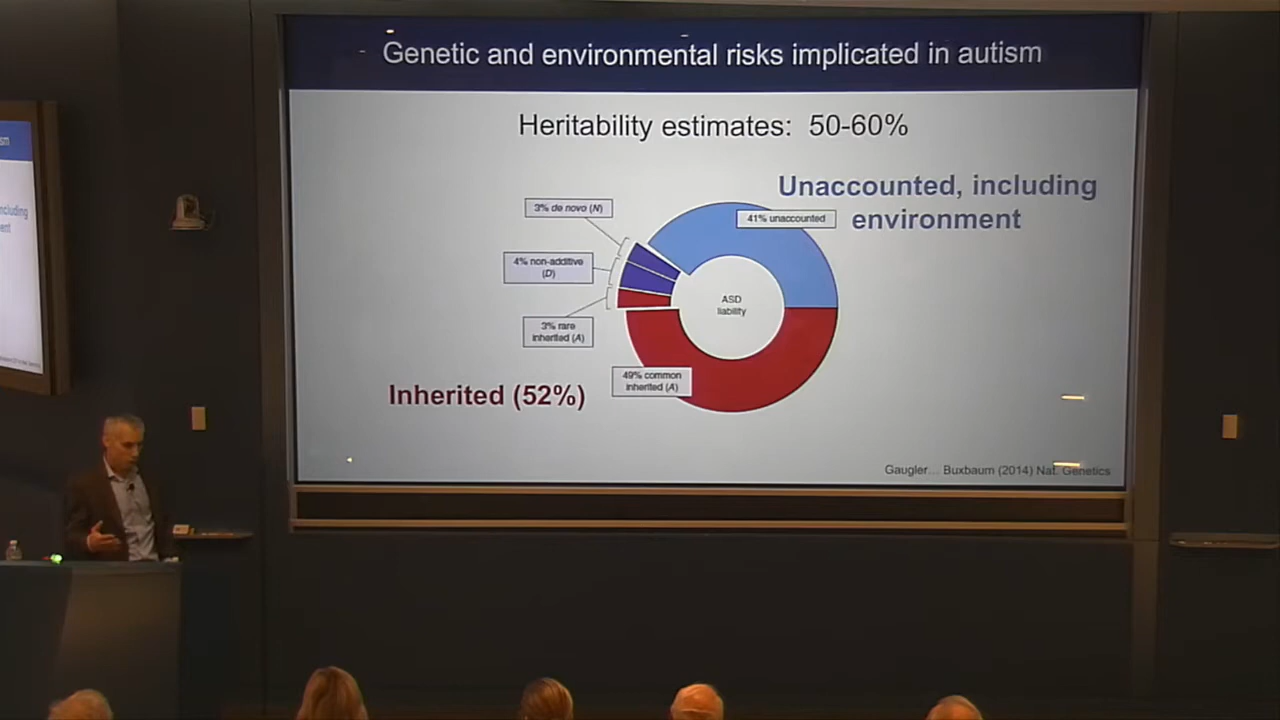 Genetic and environmental risks implicated in autism
Heritability estimates: 50-60%
Unaccounted, including
environment
3% de novo (N)
41% unaccounted
4% non-additive
(D)
ASD
liability
3% rare
inherited (A)
49% common
inherited (A)
Inherited (52%)
Gaugler... Buxbaum (2014) Nat. Genetics